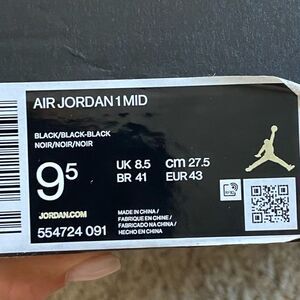 AIR JORDAN 1 MID
BLACK/BLACK-BLACK
NOIR/NOIR/NOIR
9⁵
UK 8.5 cm 27.5
BR 41 EUR 43
JORDAN.COM
554724 091
MADE IN CHINA /
FABRIQUÉ EN CHINE /
FABRICADO NA CHINA /
HECHO EN CHINA